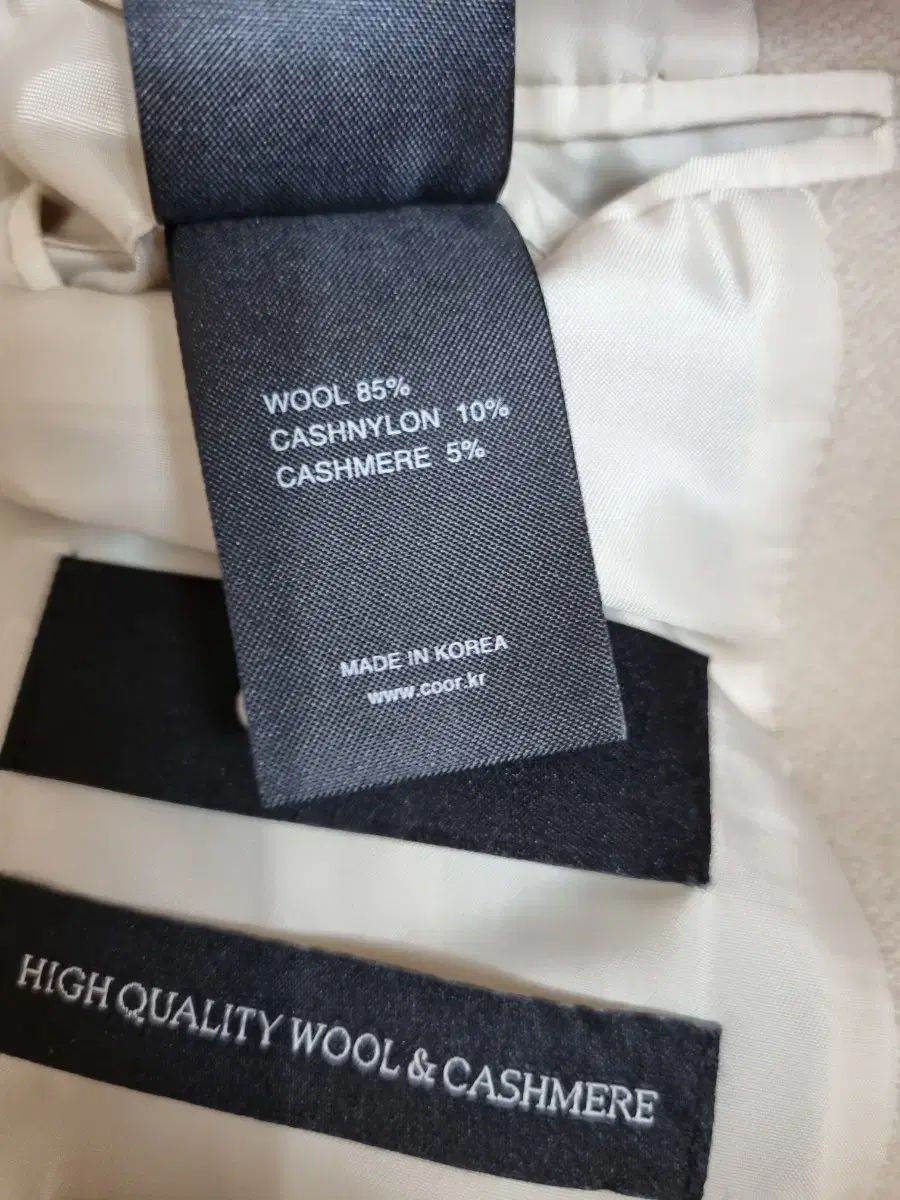 WOOL 85%
CASHNYLON 10%
CASHMERE 5%
MADE IN KOREA
www.coor.kr
HIGH QUALITY WOOL & CASHMERE